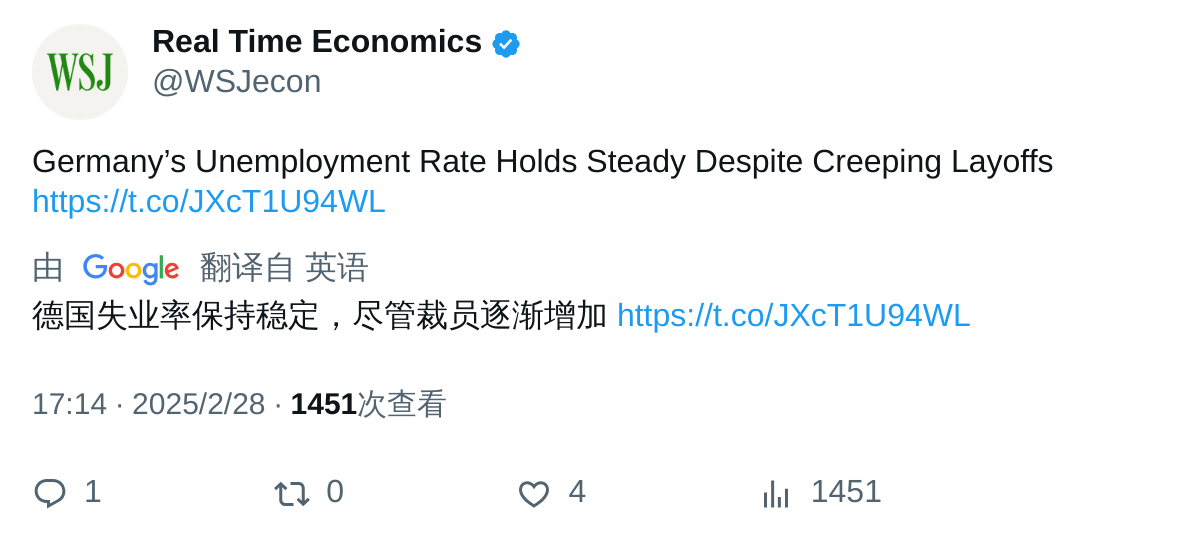 WSJ
Real Time Economics
@WSJecon
Germany’s Unemployment Rate Holds Steady Despite Creeping Layoffs
https://t.co/JXcT1U94WL
由 Google 翻译自 英语
德国失业率保持稳定，尽管裁员逐渐增加 https://t.co/JXcT1U94WL
17:14 · 2025/2/28 · 1451次查看
1 0 4 1451